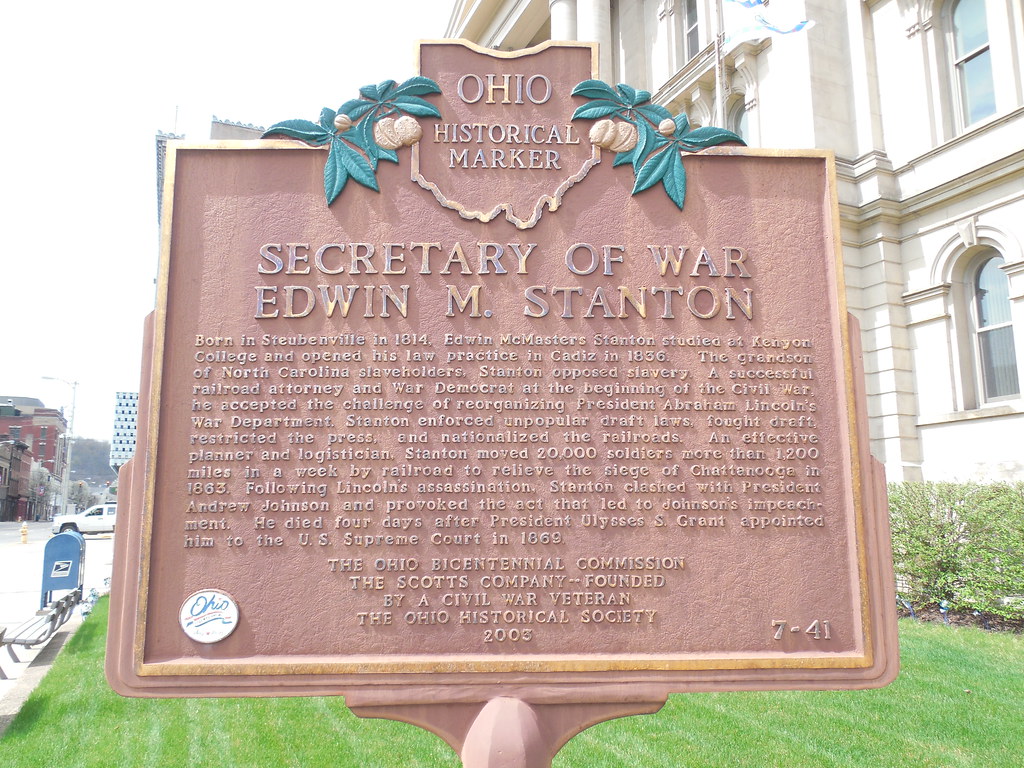 OHIO
HISTORICAL
MARKER
SECRETARY OF WAR
EDWIN M. STANTON
Born in Steubenville in 1814, Edwin McMasters Stanton studied at Kenyon
College and opened his law practice in Cadiz in 1836. The grandson
of North Carolina slaveholders, Stanton opposed slavery. A successful
railroad attorney and War Democrat at the beginning of the Civil War,
he accepted the challenge of reorganizing President Abraham Lincoln's
War Department. Stanton enforced unpopular draft laws, fought draft,
restricted the press, and nationalized the railroads. An effective
planner and logistician, Stanton moved 20,000 soldiers more than 1,200
miles in a week by railroad to relieve the siege of Chattanooga in
1863. Following Lincoln's assassination, Stanton clashed with President
Andrew Johnson and provoked the act that led to Johnson's impeach-
ment. He died four days after President Ulysses S. Grant appointed
him to the U.S. Supreme Court in 1869.
THE OHIO BICENTENNIAL COMMISSION
THE SCOTTS COMPANY--FOUNDED
BY A CIVIL WAR VETERAN
THE OHIO HISTORICAL SOCIETY
2003
7-41
Ohio